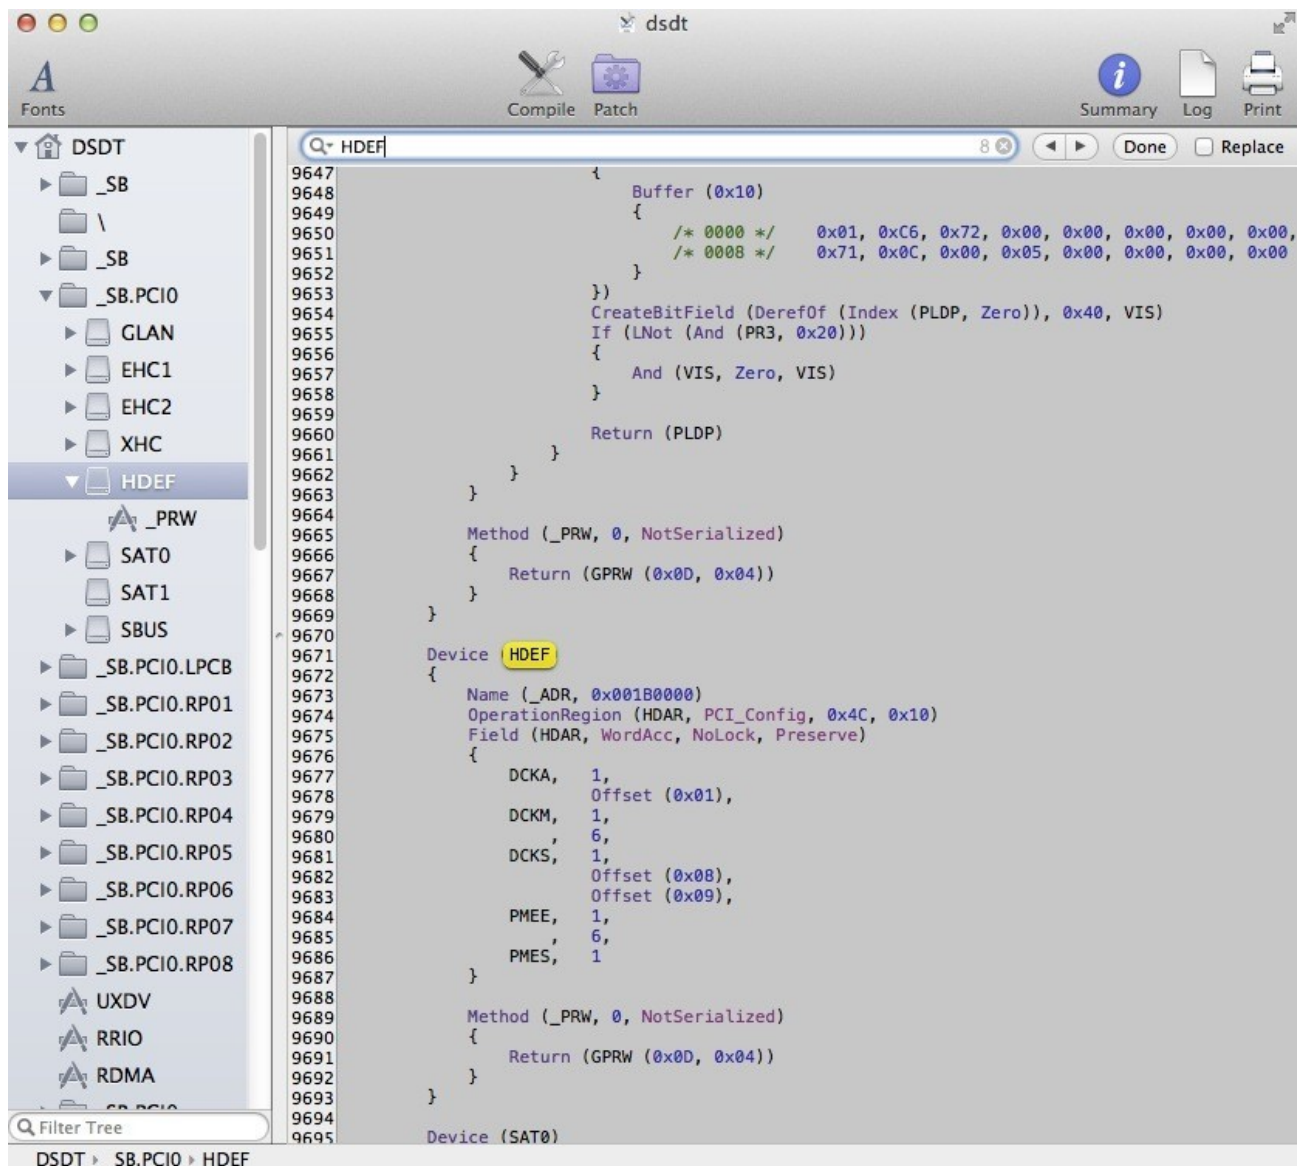 dsdt
Fonts
Compile Patch
Summary Log Print
DSDT
_SB
\
_SB
_SB.PCI0
GLAN
EHC1
EHC2
XHC
HDEF
_PRW
SAT0
SAT1
SBUS
_SB.PCI0.LPCB
_SB.PCI0.RP01
_SB.PCI0.RP02
_SB.PCI0.RP03
_SB.PCI0.RP04
_SB.PCI0.RP05
_SB.PCI0.RP06
_SB.PCI0.RP07
_SB.PCI0.RP08
UXDV
RRIO
RDMA
Filter Tree
HDEF 8 Done Replace
9647 {
9648 Buffer (0x10)
9649 {
9650 /* 0000 */ 0x01, 0xC6, 0x72, 0x00, 0x00, 0x00, 0x00, 0x00,
9651 /* 0008 */ 0x71, 0x0C, 0x00, 0x05, 0x00, 0x00, 0x00, 0x00
9652 }
9653 })
9654 CreateBitField (DerefOf (Index (PLDP, Zero)), 0x40, VIS)
9655 If (LNot (And (PR3, 0x20)))
9656 {
9657 And (VIS, Zero, VIS)
9658 }
9659
9660 Return (PLDP)
9661 }
9662 }
9663 }
9664
9665 Method (_PRW, 0, NotSerialized)
9666 {
9667 Return (GPRW (0x0D, 0x04))
9668 }
9669 }
9670
9671 Device (HDEF)
9672 {
9673 Name (_ADR, 0x001B0000)
9674 OperationRegion (HDAR, PCI_Config, 0x4C, 0x10)
9675 Field (HDAR, WordAcc, NoLock, Preserve)
9676 {
9677 DCKA, 1,
9678 Offset (0x01),
9679 DCKM, 1,
9680 , 6,
9681 DCKS, 1,
9682 Offset (0x08),
9683 Offset (0x09),
9684 PMEE, 1,
9685 , 6,
9686 PMES, 1
9687 }
9688
9689 Method (_PRW, 0, NotSerialized)
9690 {
9691 Return (GPRW (0x0D, 0x04))
9692 }
9693 }
9694
9695 Device (SAT0)
DSDT _SB.PCI0 HDEF